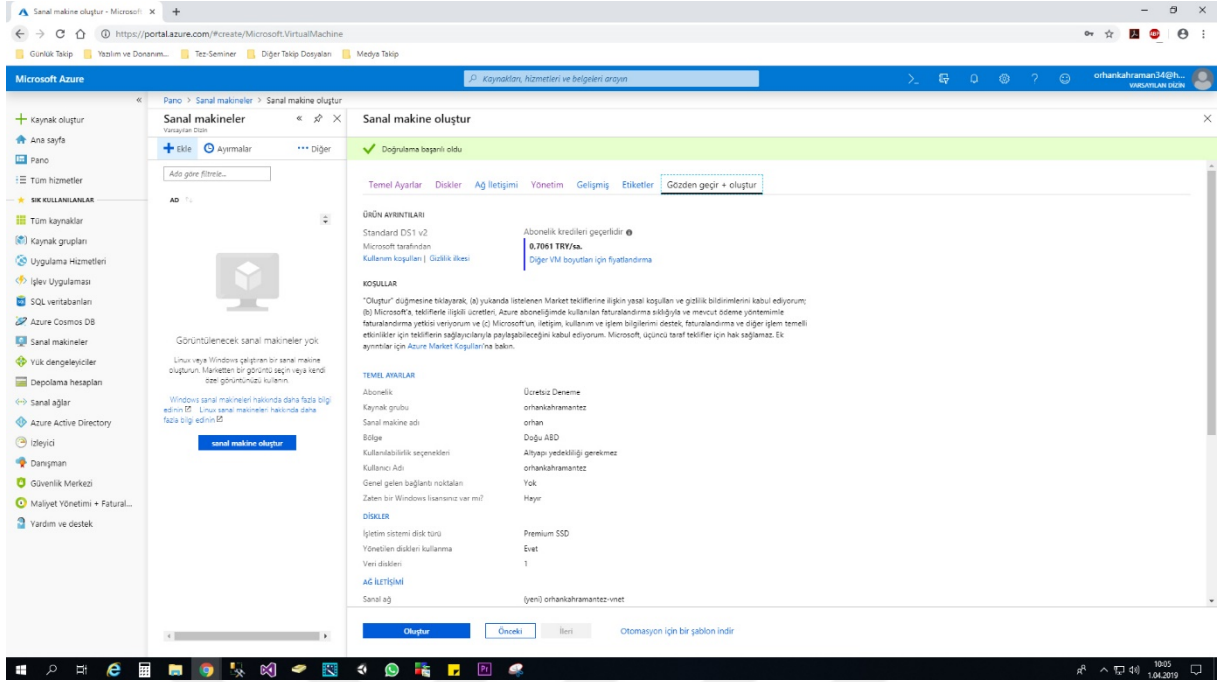 Sanal makine oluştur - Microsoft
https://portal.azure.com/#create/Microsoft.VirtualMachine
Günlük Takip
Yazılım ve Donanım...
Tez-Seminer
Diğer Takip Dosyaları
Medya Takip
Microsoft Azure
Kaynakları, hizmetleri ve belgeleri arayın
orhankahraman34@h...
VARSAYILAN DİZİN
Kaynak oluştur
Ana sayfa
Pano
Tüm hizmetler
SIK KULLANILANLAR
Tüm kaynaklar
Kaynak grupları
Uygulama Hizmetleri
İşlev Uygulaması
SQL veritabanları
Azure Cosmos DB
Sanal makineler
Yük dengeleyiciler
Depolama hesapları
Sanal ağlar
Azure Active Directory
İzleyici
Danışman
Güvenlik Merkezi
Maliyet Yönetimi + Fatural...
Yardım ve destek
Pano > Sanal makineler > Sanal makine oluştur
Sanal makineler
Varsayılan Dizin
Ekle
Ayırmalar
Diğer
Ada göre filtrele...
AD
Görüntülenecek sanal makineler yok
Linux veya Windows çalıştıran bir sanal makine
oluşturun. Marketten bir görüntü seçin veya kendi
özel görüntünüzü kullanın.
Windows sanal makineleri hakkında daha fazla bilgi
edinin Linux sanal makineleri hakkında daha
fazla bilgi edinin
sanal makine oluştur
Sanal makine oluştur
Doğrulama başarılı oldu
Temel Ayarlar Diskler Ağ İletişimi Yönetim Gelişmiş Etiketler Gözden geçir + oluştur
ÜRÜN AYRINTILARI
Standard DS1 v2
Microsoft tarafından
Kullanım koşulları | Gizlilik ilkesi
Abonelik kredileri geçerlidir
0,7061 TRY/sa.
Diğer VM boyutları için fiyatlandırma
KOŞULLAR
"Oluştur" düğmesine tıklayarak, (a) yukarıda listelenen Market tekliflerine ilişkin yasal koşulları ve gizlilik bildirimlerini kabul ediyorum;
(b) Microsoft'a, tekliflerle ilişkili ücretleri, Azure aboneliğimde kullanılan faturalandırma sıklığıyla ve mevcut ödeme yöntemimle
faturalandırma yetkisi veriyorum ve (c) Microsoft'un, iletişim, kullanım ve işlem bilgilerimi destek, faturalandırma ve diğer işlem temelli
etkinlikler için tekliflerin sağlayıcılarıyla paylaşabileceğini kabul ediyorum. Microsoft, üçüncü taraf teklifler için hak sağlamaz. Ek
ayrıntılar için Azure Market Koşulları'na bakın.
TEMEL AYARLAR
Abonelik Ücretsiz Deneme
Kaynak grubu orhankahramantez
Sanal makine adı orhan
Bölge Doğu ABD
Kullanılabilirlik seçenekleri Altyapı yedekliliği gerekmez
Kullanıcı Adı orhankahramantez
Genel gelen bağlantı noktaları Yok
Zaten bir Windows lisansınız var mı? Hayır
DİSKLER
İşletim sistemi disk türü Premium SSD
Yönetilen diskleri kullanma Evet
Veri diskleri 1
AĞ İLETİŞİMİ
Sanal ağ (yeni) orhankahramantez-vnet
Oluştur
Önceki
İleri
Otomasyon için bir şablon indir
10:05
1.04.2019